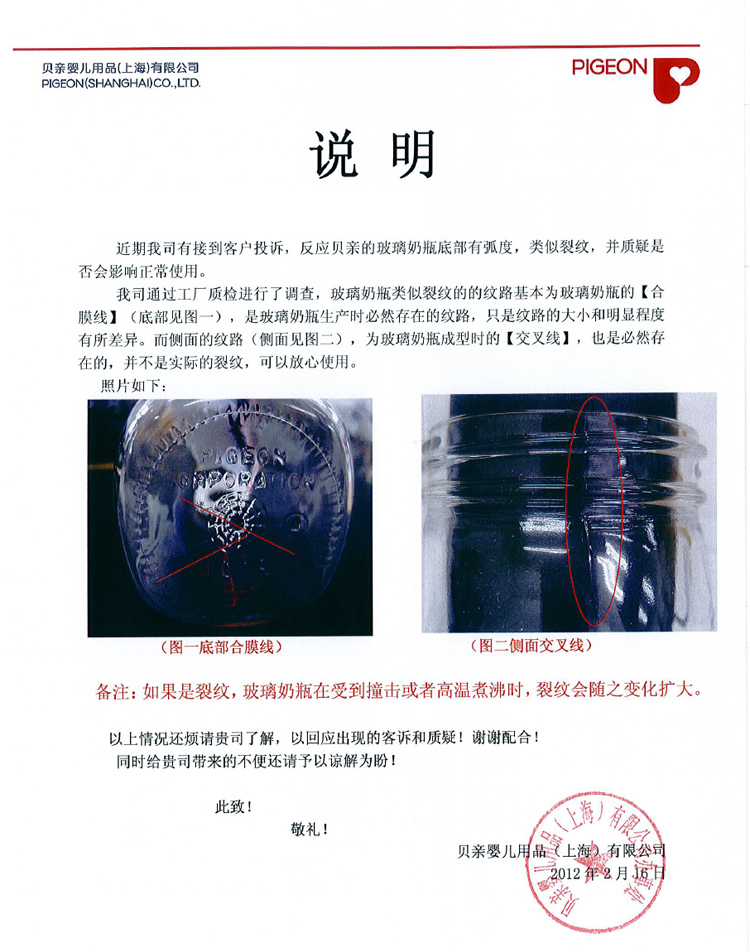 贝亲婴儿用品(上海)有限公司
PIGEON(SHANGHAI)CO.,LTD.
PIGEON
说 明
近期我司有接到客户投诉，反应贝亲的玻璃奶瓶底部有弧度，类似裂纹，并质疑是
否会影响正常使用。
我司通过工厂质检进行了调查，玻璃奶瓶类似裂纹的的纹路基本为玻璃奶瓶的【合
膜线】（底部见图一），是玻璃奶瓶生产时必然存在的纹路，只是纹路的大小和明显程度
有所差异。而侧面的纹路（侧面见图二），为玻璃奶瓶成型时的【交叉线】，也是必然存
在的，并不是实际的裂纹，可以放心使用。
照片如下：
PIGEON
CORPORATION
（图一底部合膜线）
（图二侧面交叉线）
备注：如果是裂纹，玻璃奶瓶在受到撞击或者高温煮沸时，裂纹会随之变化扩大。
以上情况还烦请贵司了解，以回应出现的客诉和质疑！谢谢配合！
同时给贵司带来的不便还请予以谅解为盼！
此致！
敬礼！
贝亲婴儿用品（上海）有限公司
2012 年 2 月 16 日
贝亲婴儿用品（上海）有限公司